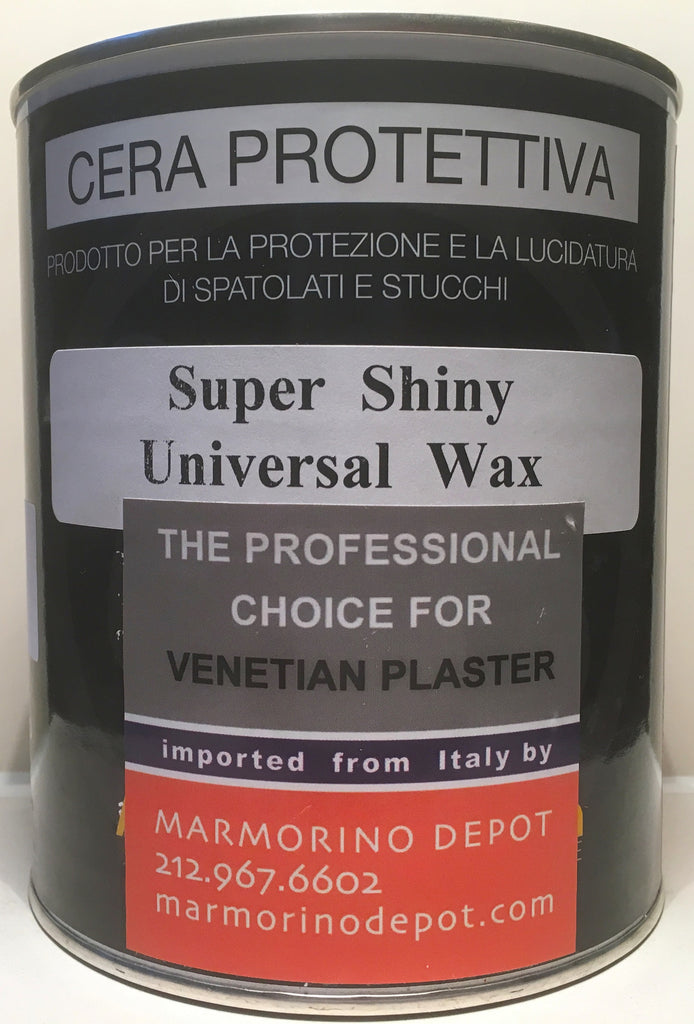 CERA PROTETTIVA
PRODOTTO PER LA PROTEZIONE E LA LUCIDATURA
DI SPATOLATI E STUCCHI
Super Shiny
Universal Wax
THE PROFESSIONAL
CHOICE FOR
VENETIAN PLASTER
imported from Italy by
MARMORINO DEPOT
212.967.6602
marmorinodepot.com